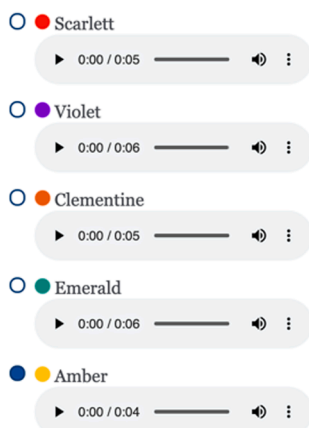 Scarlett
0:00 / 0:05
Violet
0:00 / 0:06
Clementine
0:00 / 0:05
Emerald
0:00 / 0:06
Amber
0:00 / 0:04